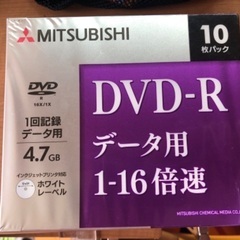 MITSUBISHI
10
枚パック
DVD
R
16X/1X
1回記録
データ用
4.7GB
インクジェットプリンタ対応
ホワイト
レーベル
DVD-R
データ用
1-16倍速
MITSUBISHI CHEMICAL MEDIA CO.,